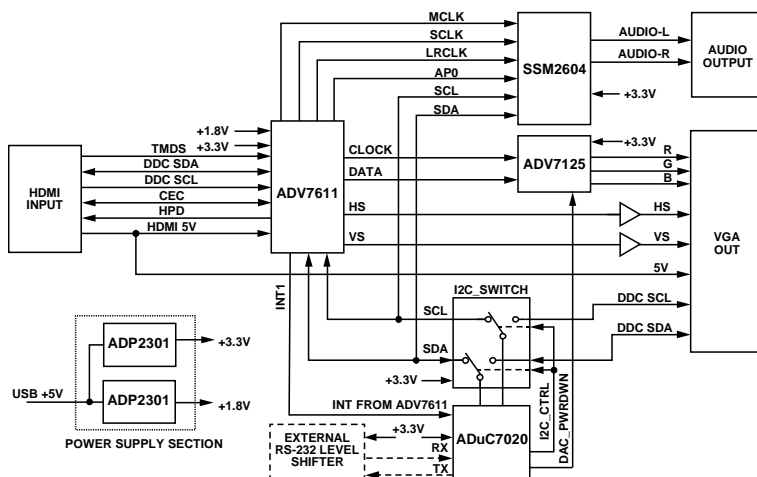 MCLK
SCLK
LRCLK
AP0
SCL
SDA
SSM2604
AUDIO-L
AUDIO-R
AUDIO
OUTPUT
+3.3V
+1.8V
+3.3V
TMDS
DDC SDA
DDC SCL
CEC
HPD
HDMI 5V
HDMI
INPUT
ADV7611
CLOCK
DATA
HS
VS
ADV7125
+3.3V
R
G
B
HS
VS
5V
VGA
OUT
INT1
I2C_SWITCH
SCL
SDA
+3.3V
DDC SCL
DDC SDA
ADP2301
+3.3V
USB +5V
ADP2301
+1.8V
POWER SUPPLY SECTION
INT FROM ADV7611
EXTERNAL
RS-232 LEVEL
SHIFTER
+3.3V
RX
TX
ADuC7020
I2C_CTRL
DAC_PWRDWN